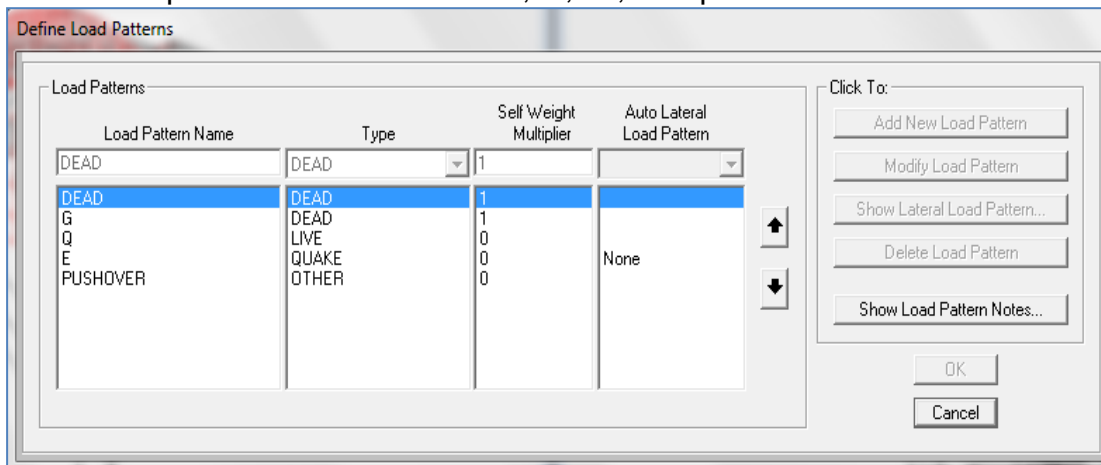 Define Load Patterns
Load Patterns
Click To:
Load Pattern Name Type Self Weight Multiplier Auto Lateral Load Pattern
DEAD DEAD 1
DEAD DEAD 1
G DEAD 1
Q LIVE 0
E QUAKE 0 None
PUSHOVER OTHER 0
Add New Load Pattern
Modify Load Pattern
Show Lateral Load Pattern...
Delete Load Pattern
Show Load Pattern Notes...
OK
Cancel